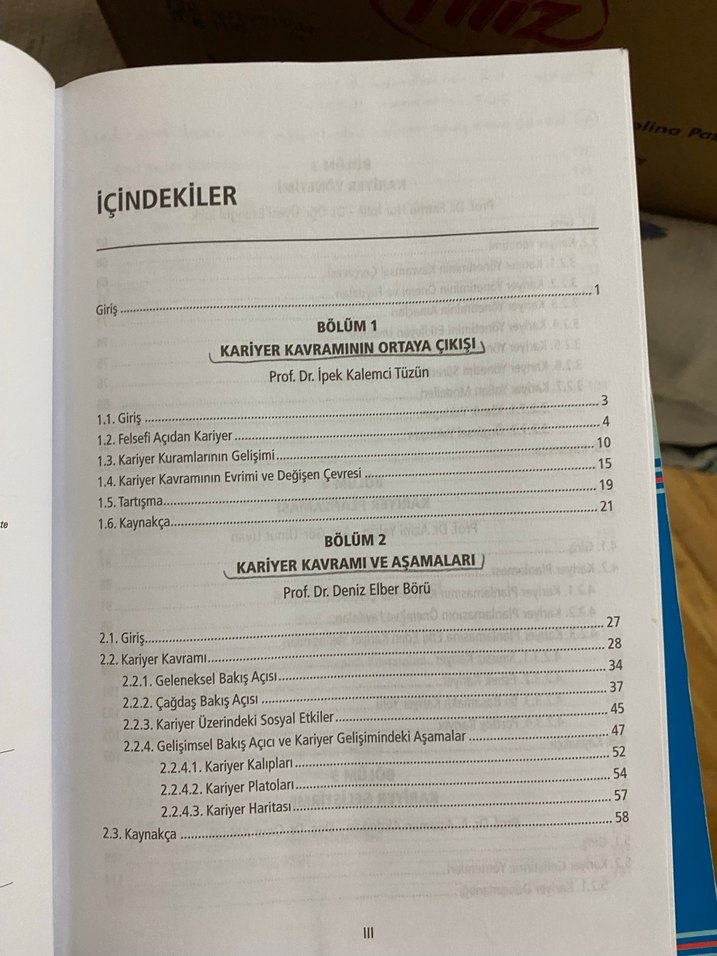 İÇİNDEKİLER
Giriş ........ 1
BÖLÜM 1
KARİYER KAVRAMININ ORTAYA ÇIKIŞI
Prof. Dr. İpek Kalemci Tüzün
1.1. Giriş ........ 3
1.2. Felsefi Açıdan Kariyer ........ 4
1.3. Kariyer Kuramlarının Gelişimi ........ 10
1.4. Kariyer Kavramının Evrimi ve Değişen Çevresi ........ 15
1.5. Tartışma ........ 19
1.6. Kaynakça ........ 21
BÖLÜM 2
KARİYER KAVRAMI VE AŞAMALARI
Prof. Dr. Deniz Elber Börü
2.1. Giriş ........ 27
2.2. Kariyer Kavramı ........ 28
2.2.1. Geleneksel Bakış Açısı ........ 34
2.2.2. Çağdaş Bakış Açısı ........ 37
2.2.3. Kariyer Üzerindeki Sosyal Etkiler ........ 45
2.2.4. Gelişimsel Bakış Açıcı ve Kariyer Gelişimindeki Aşamalar ........ 47
2.2.4.1. Kariyer Kalıpları ........ 52
2.2.4.2. Kariyer Platoları ........ 54
2.2.4.3. Kariyer Haritası ........ 57
2.3. Kaynakça ........ 58
III